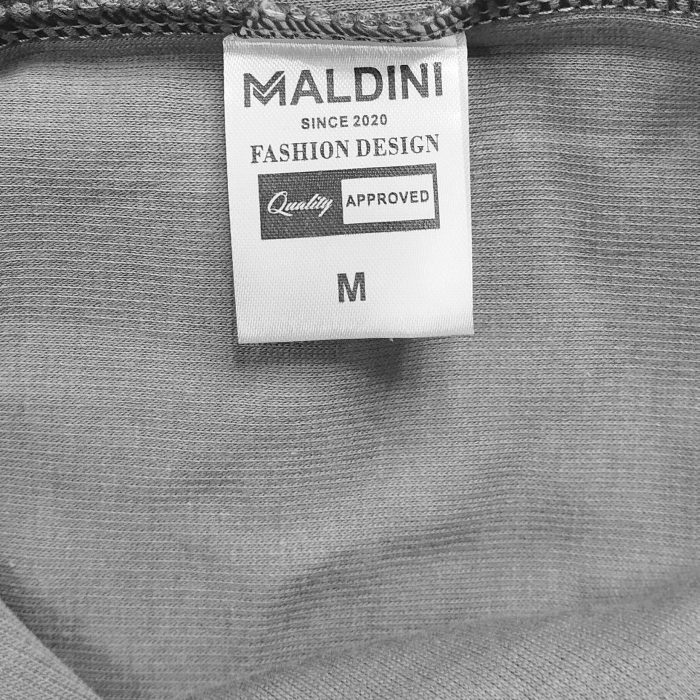 MALDINI
SINCE 2020
FASHION DESIGN
Quality APPROVED
M